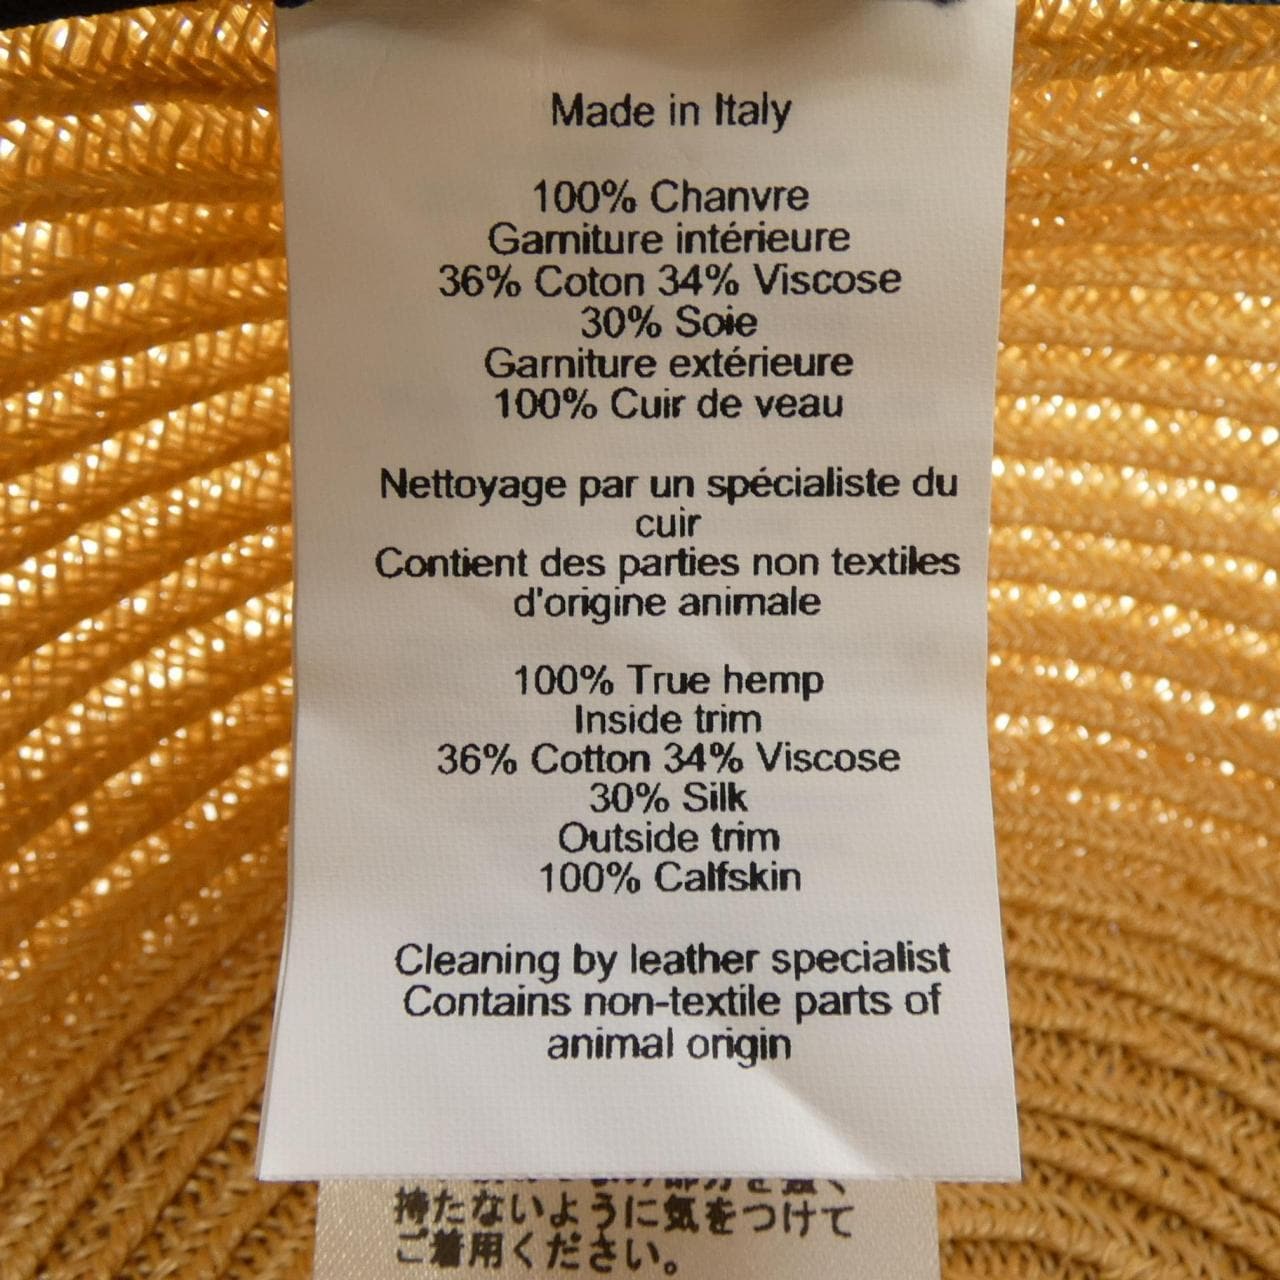 Made in Italy
100% Chanvre
Garniture intérieure
36% Coton 34% Viscose
30% Soie
Garniture extérieure
100% Cuir de veau
Nettoyage par un spécialiste du
cuir
Contient des parties non textiles
d'origine animale
100% True hemp
Inside trim
36% Cotton 34% Viscose
30% Silk
Outside trim
100% Calfskin
Cleaning by leather specialist
Contains non-textile parts of
animal origin
持たないように気をつけて
ご着用ください。